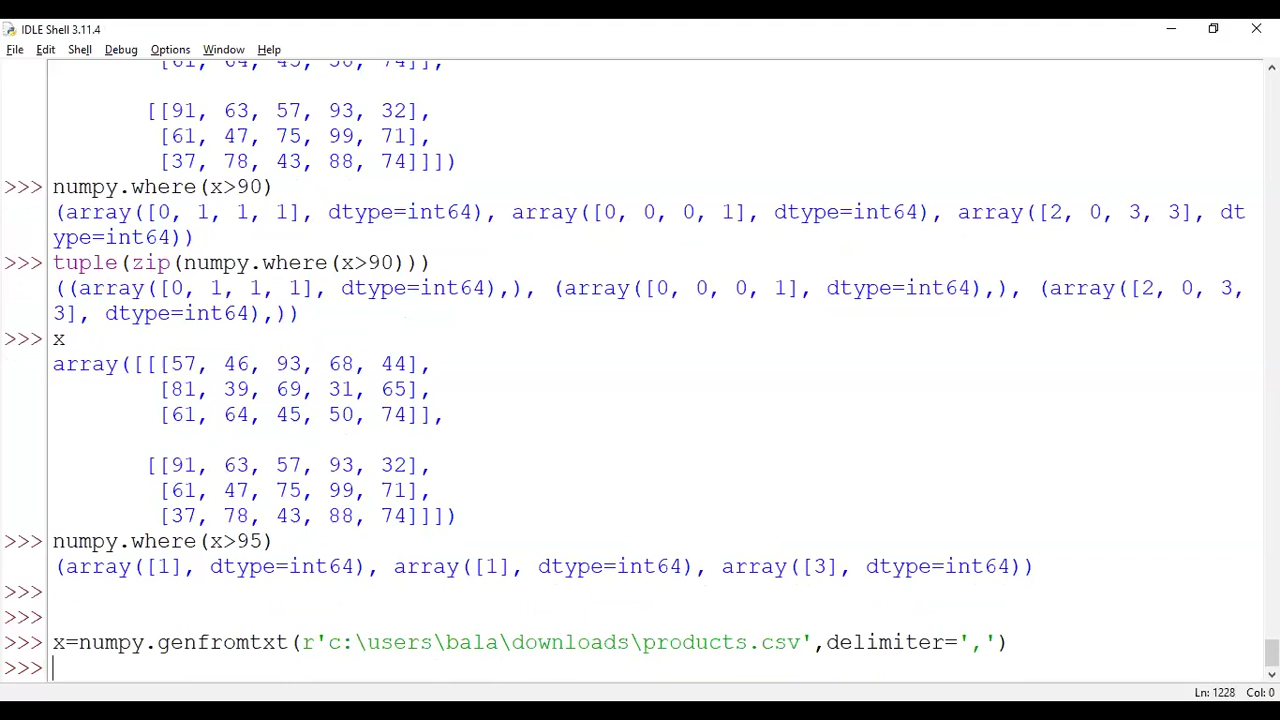 IDLE Shell 3.11.4
File Edit Shell Debug Options Window Help
[61, 64, 45, 50, 74]],
[[91, 63, 57, 93, 32],
[61, 47, 75, 99, 71],
[37, 78, 43, 88, 74]]])
>>> numpy.where(x>90)
(array([0, 1, 1, 1], dtype=int64), array([0, 0, 0, 1], dtype=int64), array([2, 0, 3, 3], dt
ype=int64))
>>> tuple(zip(numpy.where(x>90)))
((array([0, 1, 1, 1], dtype=int64),), (array([0, 0, 0, 1], dtype=int64),), (array([2, 0, 3,
3], dtype=int64),))
>>> x
array([[[57, 46, 93, 68, 44],
[81, 39, 69, 31, 65],
[61, 64, 45, 50, 74]],
[[91, 63, 57, 93, 32],
[61, 47, 75, 99, 71],
[37, 78, 43, 88, 74]]])
>>> numpy.where(x>95)
(array([1], dtype=int64), array([1], dtype=int64), array([3], dtype=int64))
>>>
>>>
>>> x=numpy.genfromtxt(r'c:\users\bala\downloads\products.csv',delimiter=',')
>>>
Ln: 1228 Col: 0